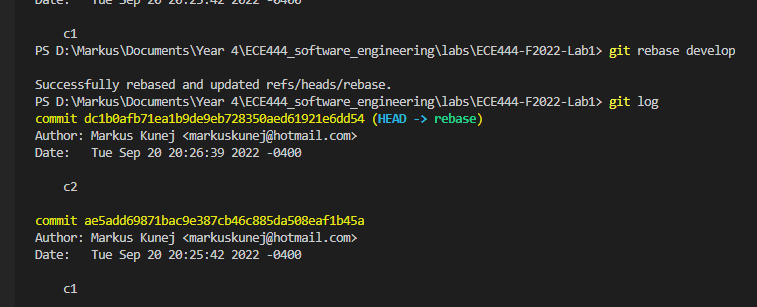 Date:   Tue Sep 20 20:25:42 2022 -0400
c1
PS D:\Markus\Documents\Year 4\ECE444_software_engineering\labs\ECE444-F2022-Lab1> git rebase develop
Successfully rebased and updated refs/heads/rebase.
PS D:\Markus\Documents\Year 4\ECE444_software_engineering\labs\ECE444-F2022-Lab1> git log
commit dc1b0afb71ea1b9de9eb728350aed61921e6dd54 (HEAD -> rebase)
Author: Markus Kunej <markuskunej@hotmail.com>
Date:   Tue Sep 20 20:26:39 2022 -0400
c2
commit ae5add69871bac9e387cb46c885da508eaf1b45a
Author: Markus Kunej <markuskunej@hotmail.com>
Date:   Tue Sep 20 20:25:42 2022 -0400
c1